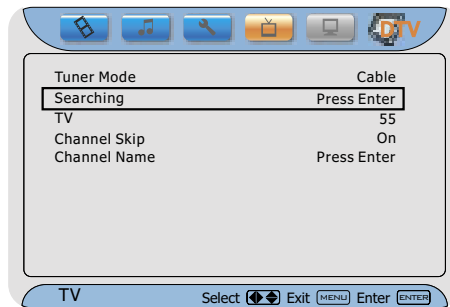 DTV
Tuner Mode Cable
Searching Press Enter
TV 55
Channel Skip On
Channel Name Press Enter
TV Select Exit MENU Enter ENTER